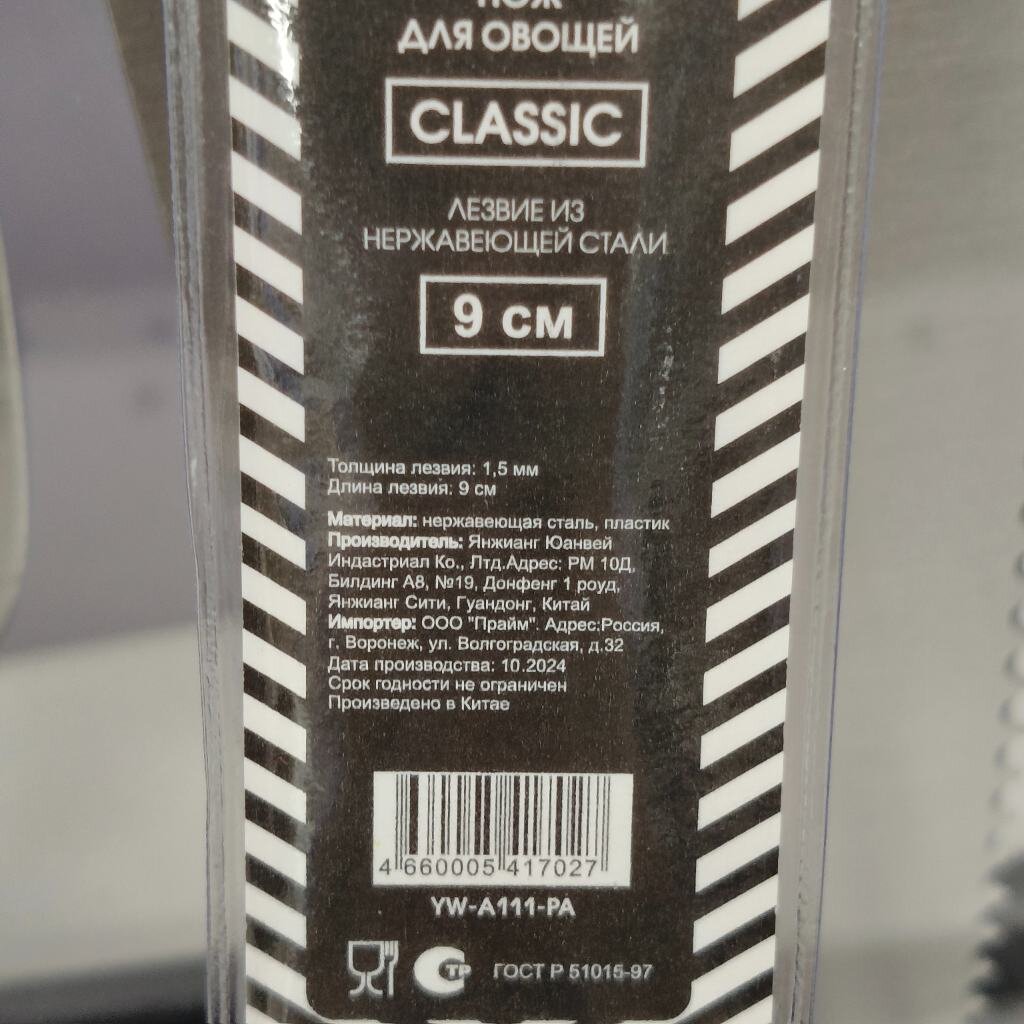 НОЖ
ДЛЯ ОВОЩЕЙ
CLASSIC
ЛЕЗВИЕ ИЗ
НЕРЖАВЕЮЩЕЙ СТАЛИ
9 см
Толщина лезвия: 1,5 мм
Длина лезвия: 9 см
Материал: нержавеющая сталь, пластик
Производитель: Янжианг Юанвей
Индастриал Ко., Лтд.Адрес: РМ 10Д,
Билдинг А8, №19, Донфенг 1 роуд,
Янжианг Сити, Гуандонг, Китай
Импортер: ООО "Прайм". Адрес:Россия,
г. Воронеж, ул. Волгоградская, д.32
Дата производства: 10.2024
Срок годности не ограничен
Произведено в Китае
4 660005 417027
YW-A111-PA
СТР ГОСТ Р 51015-97